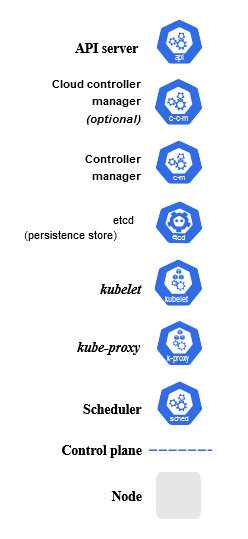 API server
api
Cloud controller
manager
(optional)
c-c-m
Controller
manager
c-m
etcd
(persistence store)
etcd
kubelet
kubelet
kube-proxy
k-proxy
Scheduler
sched
Control plane
Node